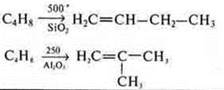 C₄H₈ 500° SiO₂ → H₂C=CH-CH₂-CH₃
C₄H₈ 250 Al₂O₃ → H₂C=C-CH₃
CH₃